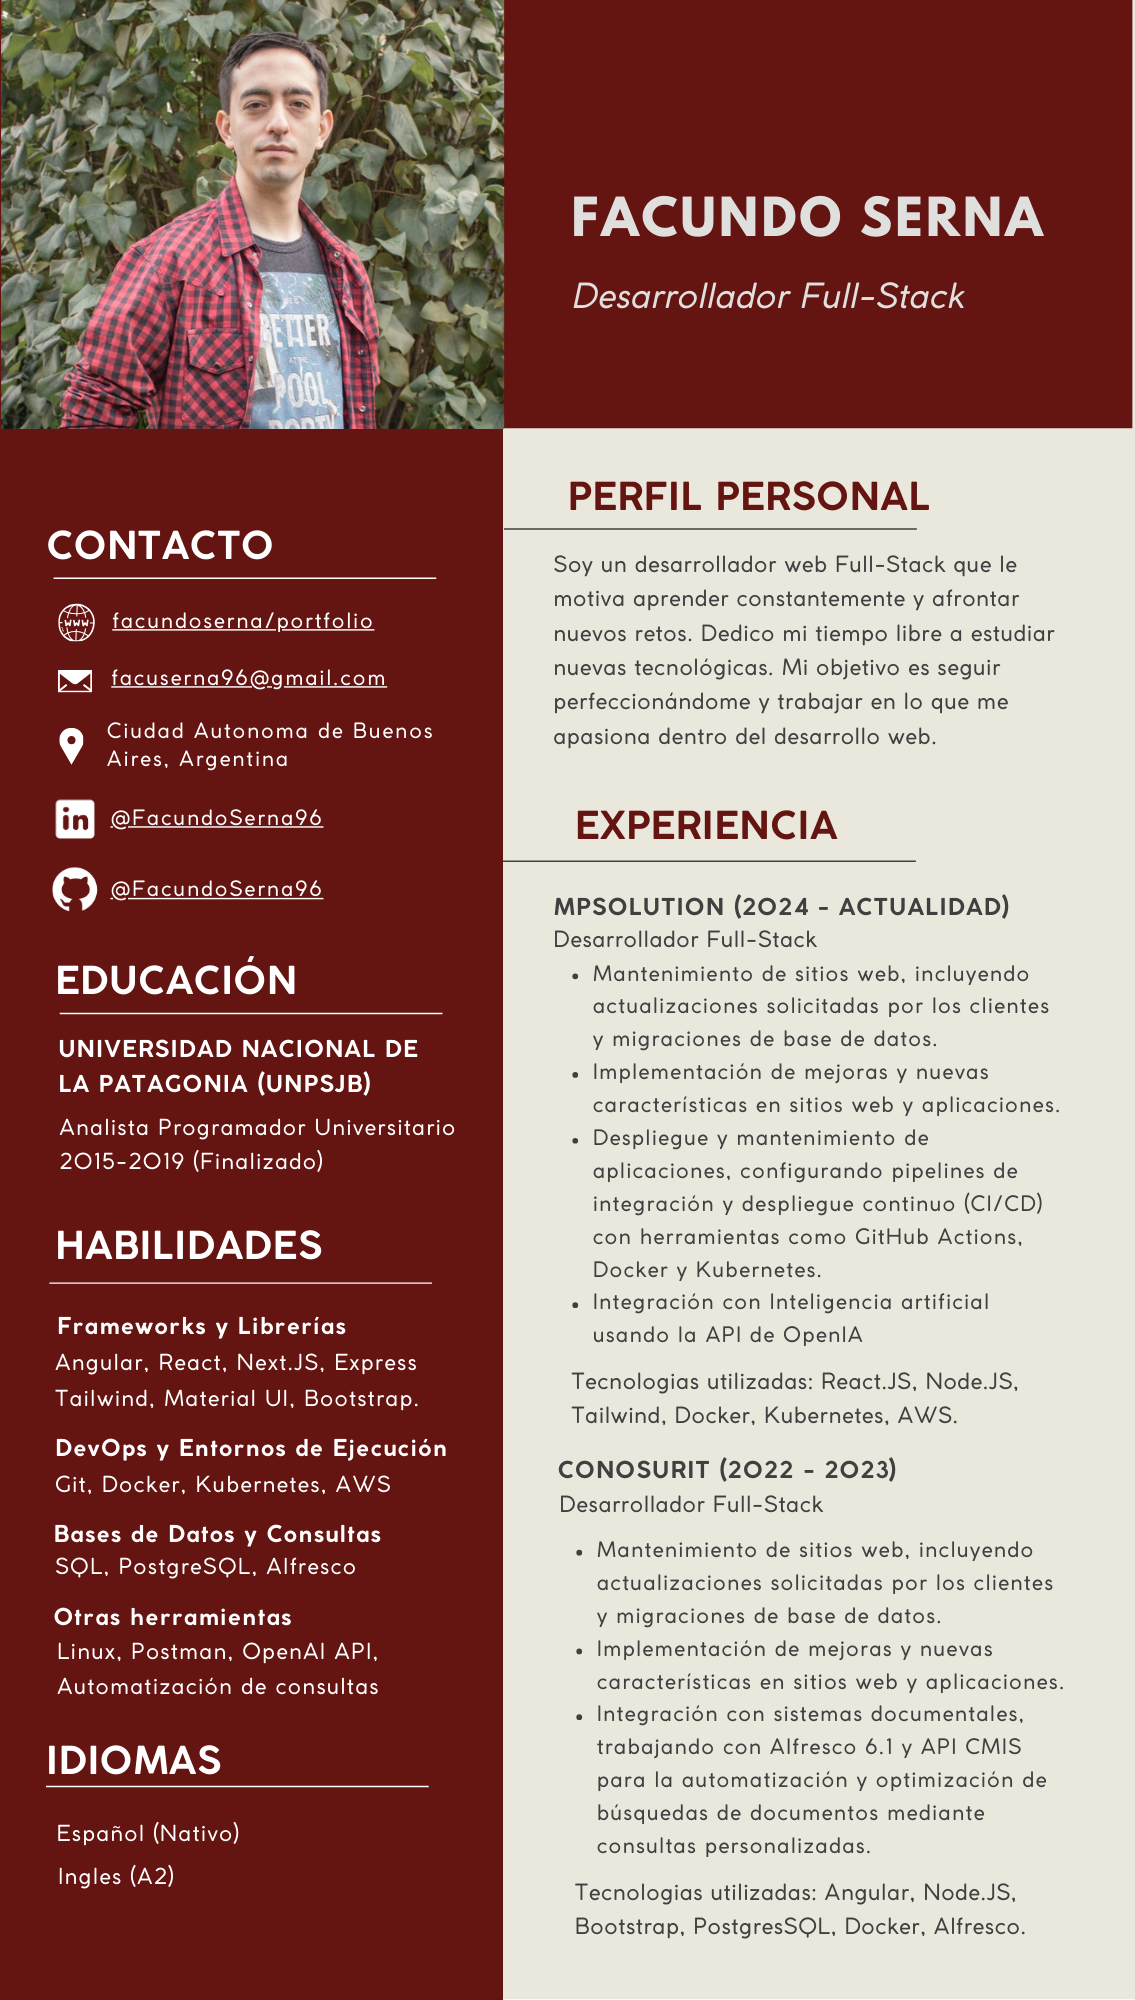 BETTER
AT THE
POOL
PARTY
FACUNDO SERNA
Desarrollador Full-Stack
CONTACTO
www
facundoserna/portfolio
facuserna96@gmail.com
Ciudad Autonoma de Buenos
Aires, Argentina
in
@FacundoSerna96
@FacundoSerna96
EDUCACIÓN
UNIVERSIDAD NACIONAL DE
LA PATAGONIA (UNPSJB)
Analista Programador Universitario
2015-2019 (Finalizado)
HABILIDADES
Frameworks y Librerías
Angular, React, Next.JS, Express
Tailwind, Material UI, Bootstrap.
DevOps y Entornos de Ejecución
Git, Docker, Kubernetes, AWS
Bases de Datos y Consultas
SQL, PostgreSQL, Alfresco
Otras herramientas
Linux, Postman, OpenAI API,
Automatización de consultas
IDIOMAS
Español (Nativo)
Ingles (A2)
PERFIL PERSONAL
Soy un desarrollador web Full-Stack que le
motiva aprender constantemente y afrontar
nuevos retos. Dedico mi tiempo libre a estudiar
nuevas tecnológicas. Mi objetivo es seguir
perfeccionándome y trabajar en lo que me
apasiona dentro del desarrollo web.
EXPERIENCIA
MPSOLUTION (2024 - ACTUALIDAD)
Desarrollador Full-Stack
• Mantenimiento de sitios web, incluyendo
actualizaciones solicitadas por los clientes
y migraciones de base de datos.
• Implementación de mejoras y nuevas
características en sitios web y aplicaciones.
• Despliegue y mantenimiento de
aplicaciones, configurando pipelines de
integración y despliegue continuo (CI/CD)
con herramientas como GitHub Actions,
Docker y Kubernetes.
• Integración con Inteligencia artificial
usando la API de OpenIA
Tecnologias utilizadas: React.JS, Node.JS,
Tailwind, Docker, Kubernetes, AWS.
CONOSURIT (2022 - 2023)
Desarrollador Full-Stack
• Mantenimiento de sitios web, incluyendo
actualizaciones solicitadas por los clientes
y migraciones de base de datos.
• Implementación de mejoras y nuevas
características en sitios web y aplicaciones.
• Integración con sistemas documentales,
trabajando con Alfresco 6.1 y API CMIS
para la automatización y optimización de
búsquedas de documentos mediante
consultas personalizadas.
Tecnologias utilizadas: Angular, Node.JS,
Bootstrap, PostgresSQL, Docker, Alfresco.